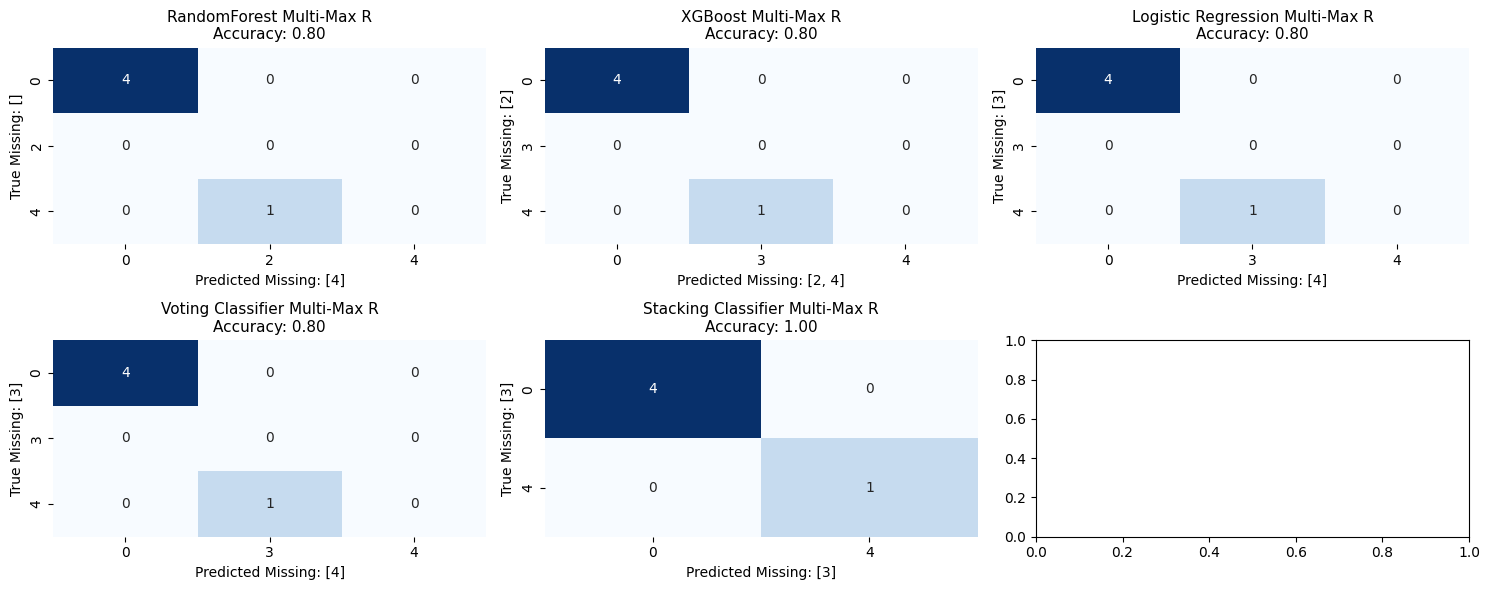 RandomForest Multi-Max R
Accuracy: 0.80
True Missing: []
0
4 0 0
2
0 0 0
4
0 1 0
0 2 4
Predicted Missing: [4]
XGBoost Multi-Max R
Accuracy: 0.80
True Missing: [2]
0
4 0 0
3
0 0 0
4
0 1 0
0 3 4
Predicted Missing: [2, 4]
Logistic Regression Multi-Max R
Accuracy: 0.80
True Missing: [3]
0
4 0 0
3
0 0 0
4
0 1 0
0 3 4
Predicted Missing: [4]
Voting Classifier Multi-Max R
Accuracy: 0.80
True Missing: [3]
0
4 0 0
3
0 0 0
4
0 1 0
0 3 4
Predicted Missing: [4]
Stacking Classifier Multi-Max R
Accuracy: 1.00
True Missing: [3]
0
4 0
4
0 1
0 4
Predicted Missing: [3]
1.0
0.8
0.6
0.4
0.2
0.0
0.0 0.2 0.4 0.6 0.8 1.0